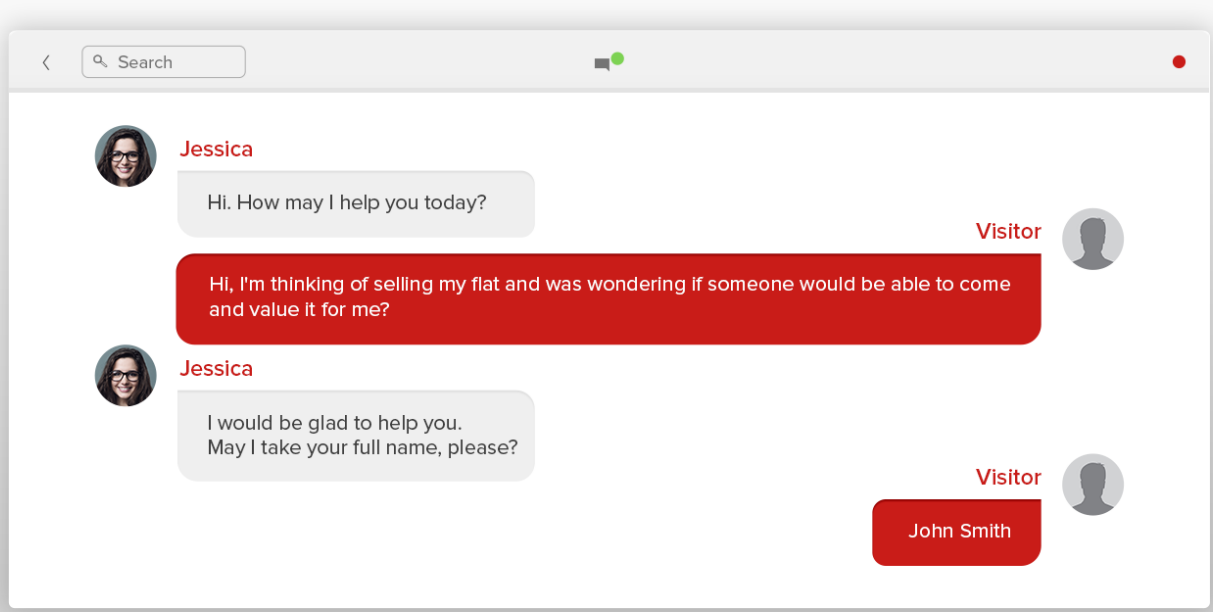 Search
Jessica
Hi. How may I help you today?
Visitor
Hi, I'm thinking of selling my flat and was wondering if someone would be able to come
and value it for me?
Jessica
I would be glad to help you.
May I take your full name, please?
Visitor
John Smith